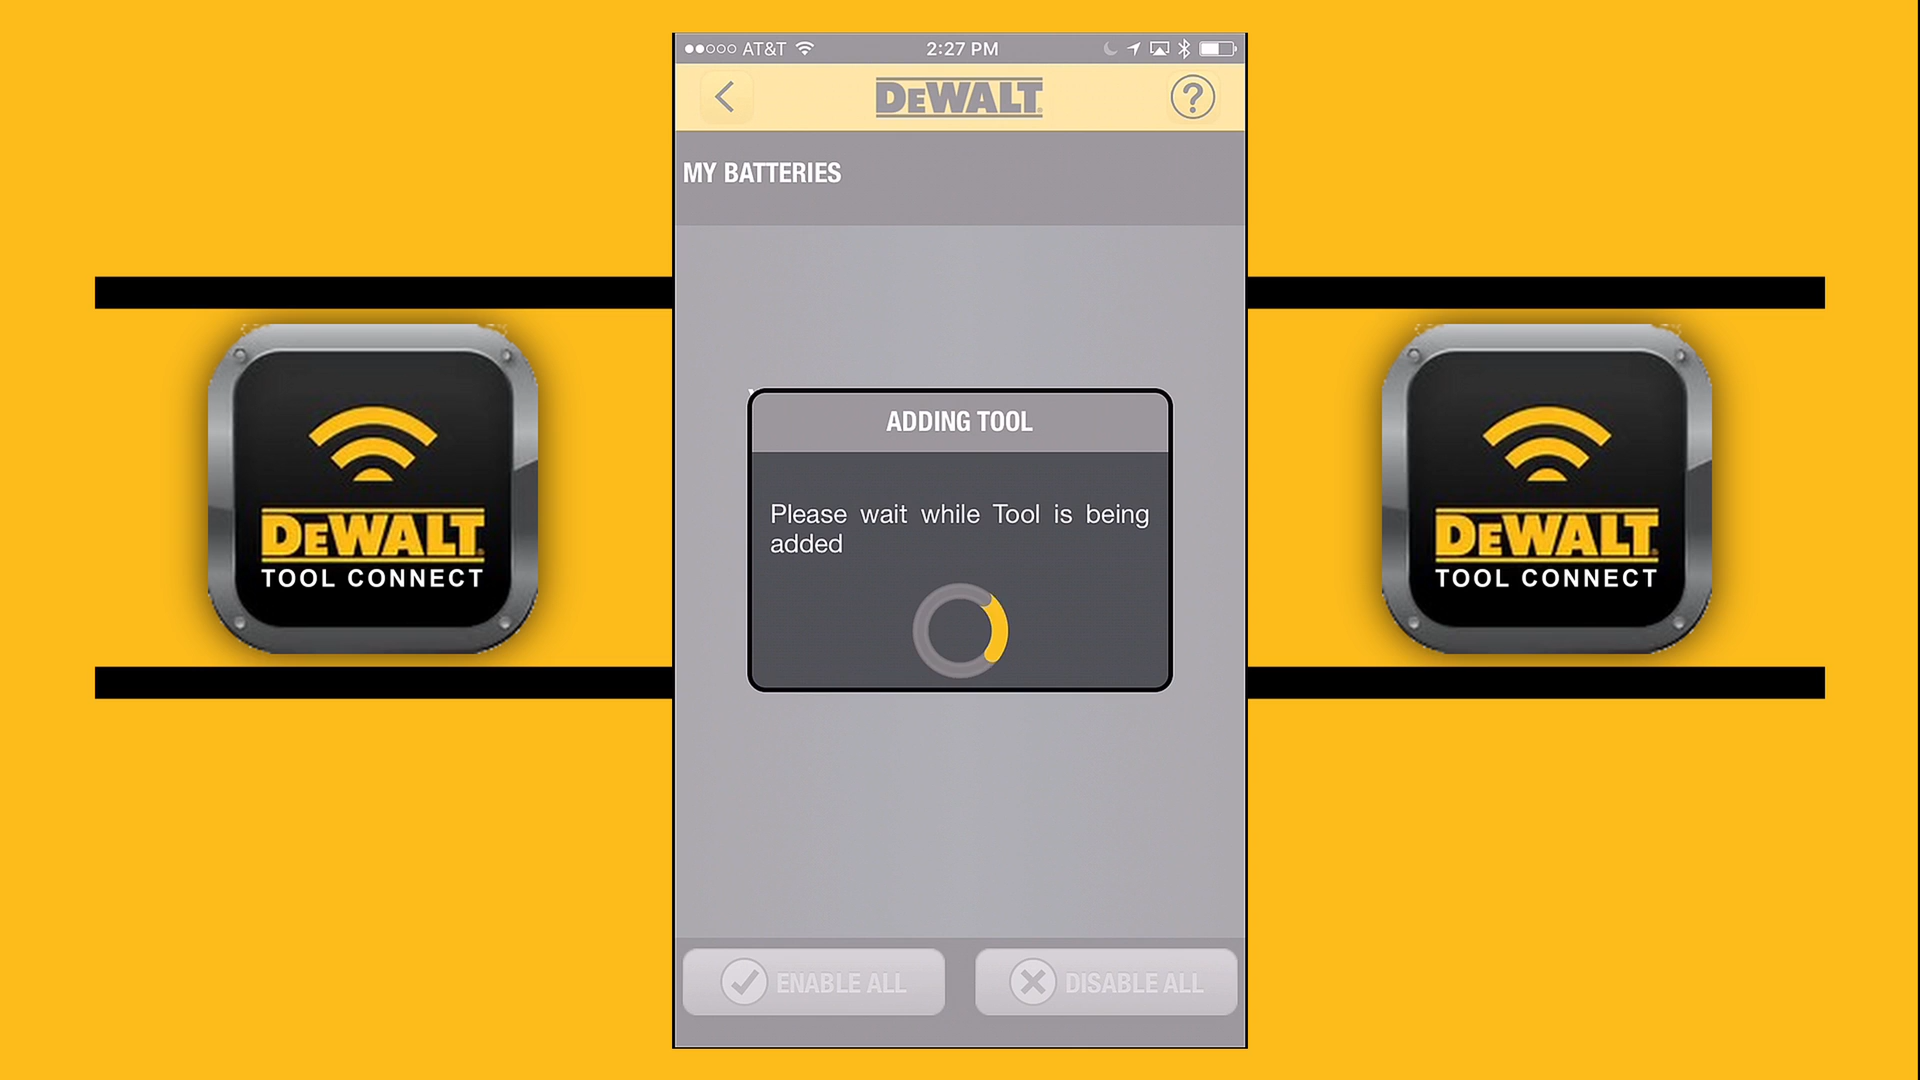 AT&T
2:27 PM
DEWALT
MY BATTERIES
ADDING TOOL
Please wait while Tool is being
added
ENABLE ALL
DISABLE ALL
DEWALT
TOOL CONNECT
DEWALT
TOOL CONNECT